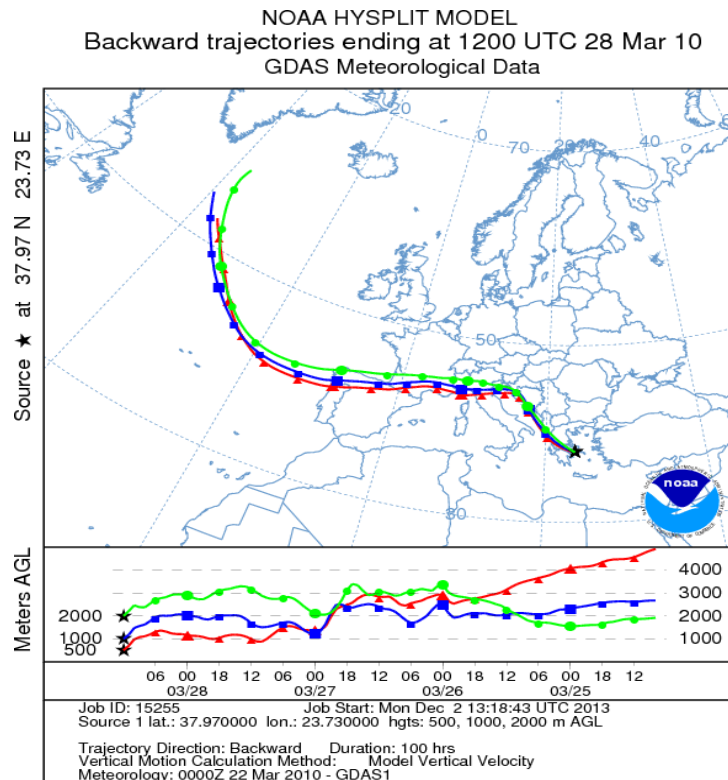 NOAA HYSPLIT MODEL
Backward trajectories ending at 1200 UTC 28 Mar 10
GDAS Meteorological Data
Source ★ at 37.97 N 23.73 E
20
0
70
20
40
50
30
noaa
Meters AGL
4000
3000
2000 2000
1000 1000
500
06 00 18 12 06 00 18 12 06 00 18 12 06 00 18 12
03/28 03/27 03/26 03/25
Job ID: 15255 Job Start: Mon Dec 2 13:18:43 UTC 2013
Source 1 lat.: 37.970000 lon.: 23.730000 hgts: 500, 1000, 2000 m AGL
Trajectory Direction: Backward Duration: 100 hrs
Vertical Motion Calculation Method: Model Vertical Velocity
Meteorology: 0000Z 22 Mar 2010 - GDAS1